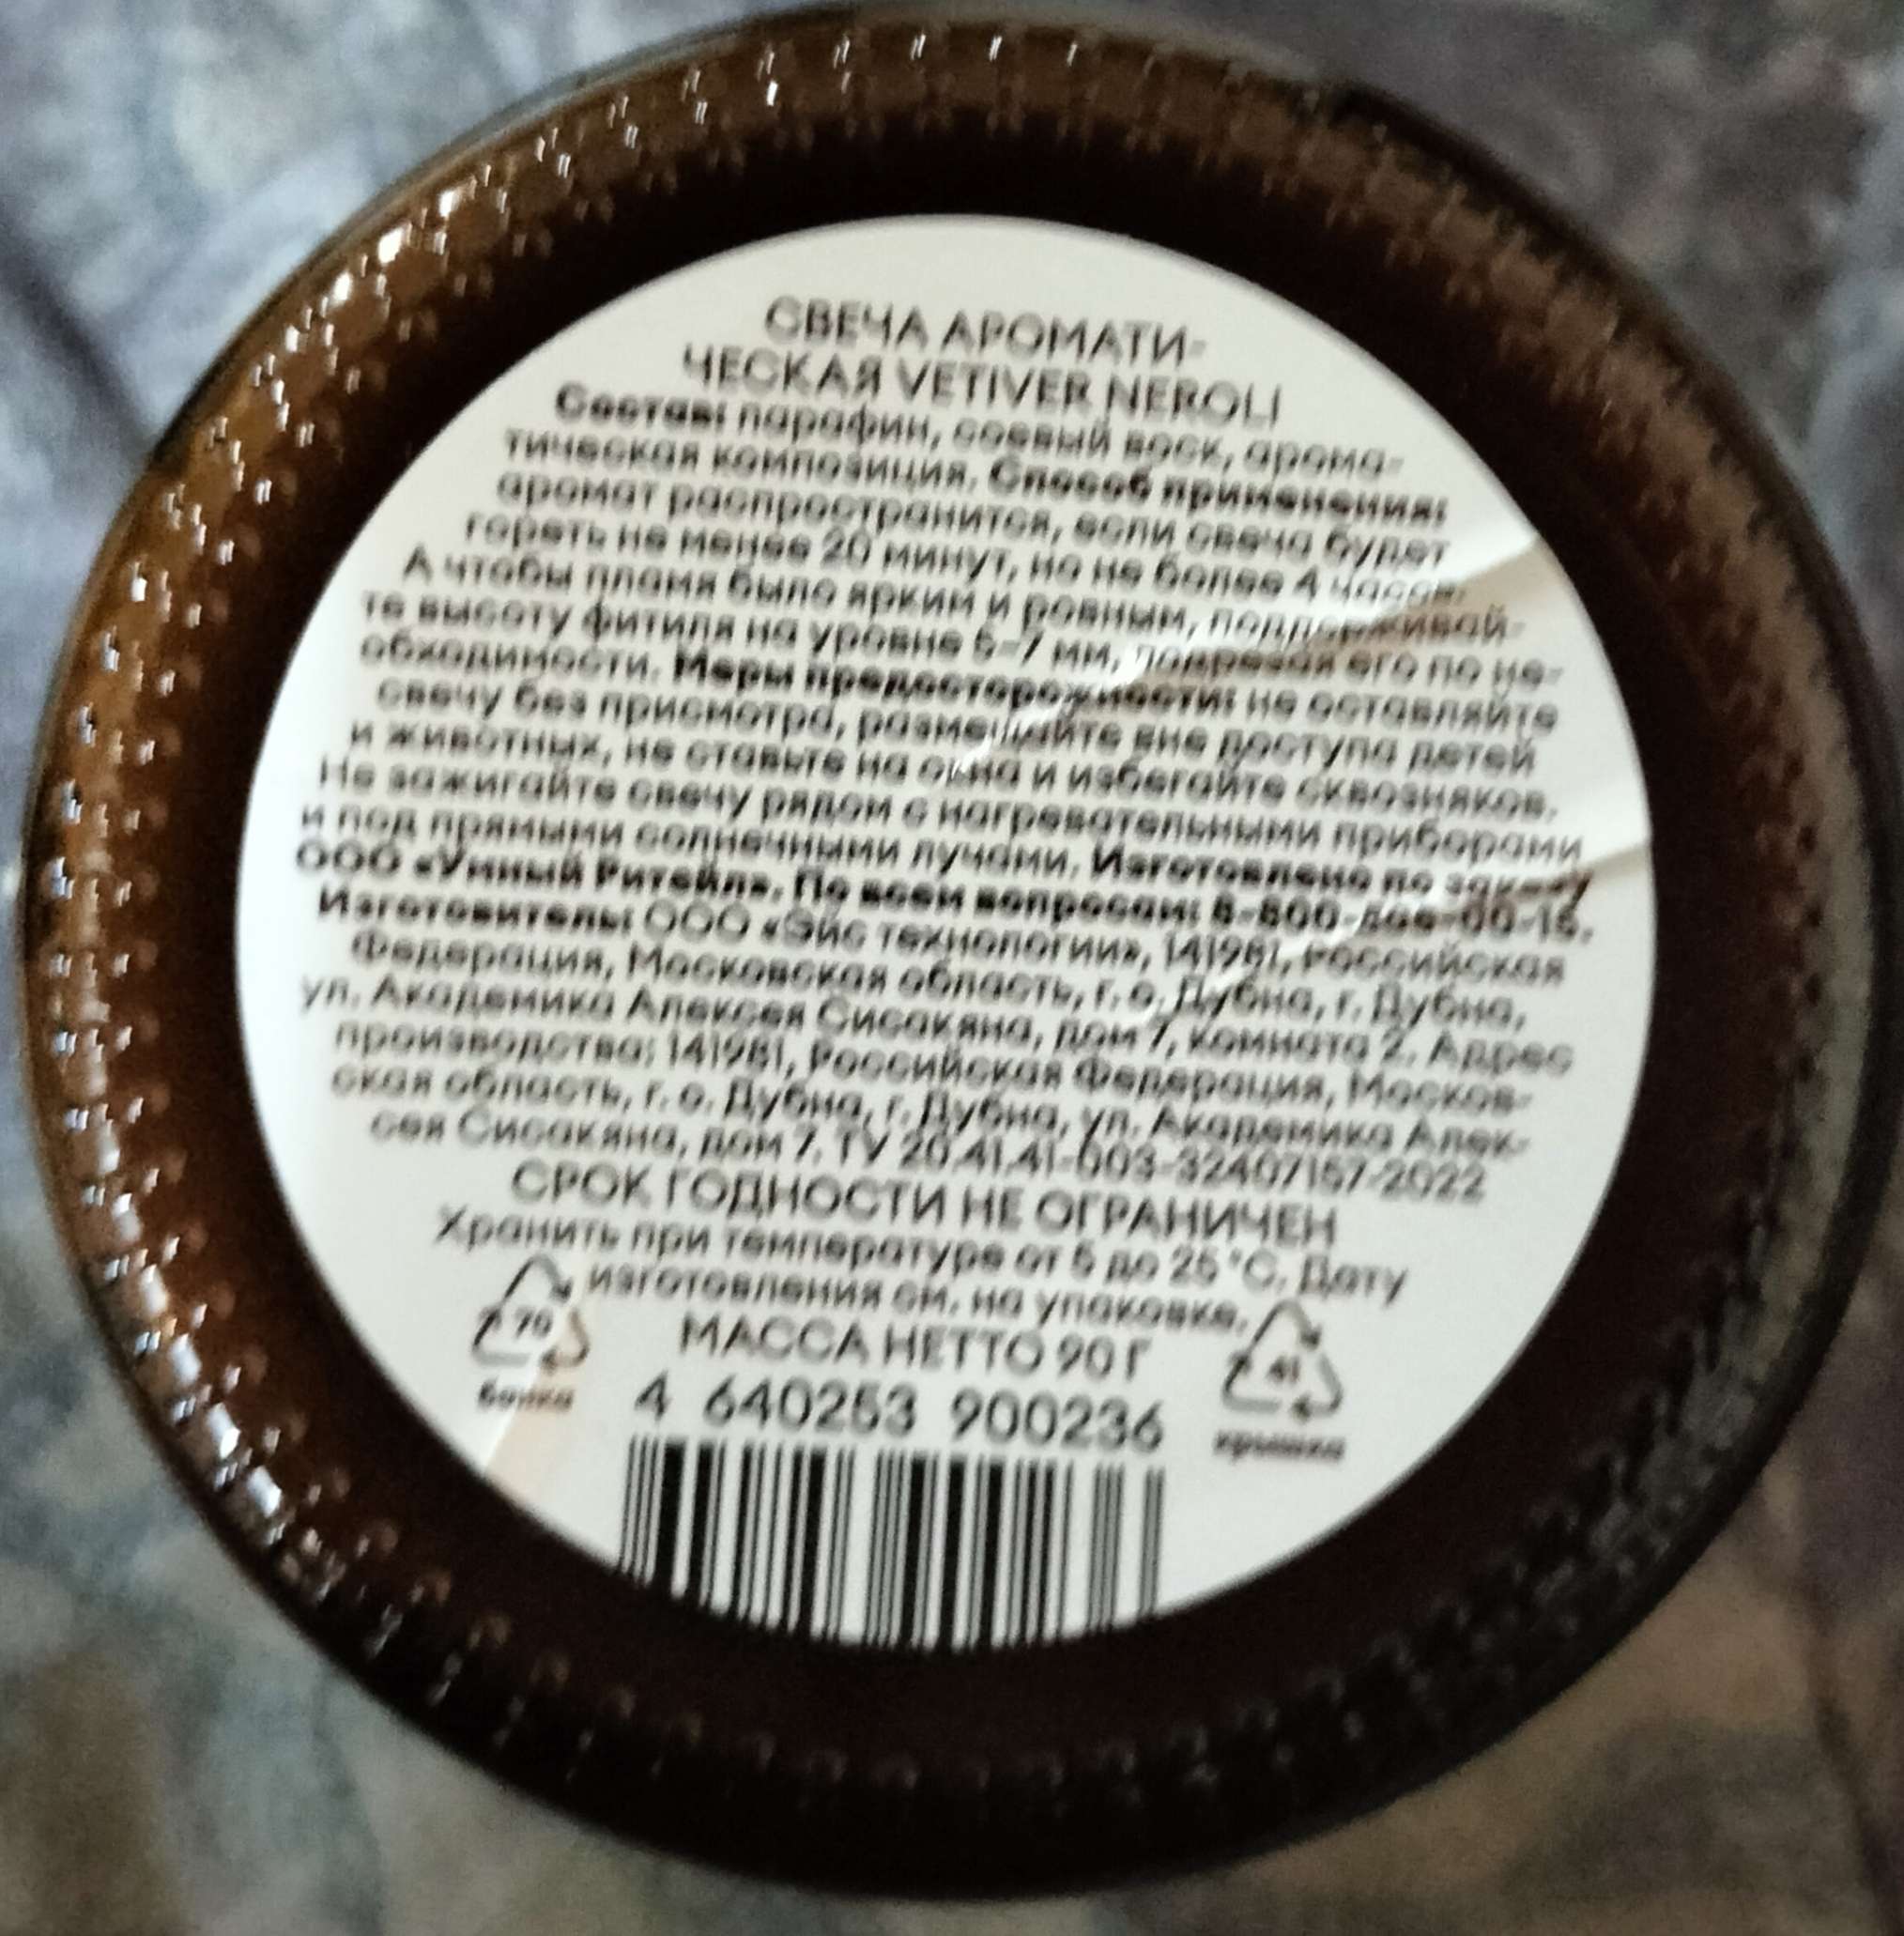 СВЕЧА АРОМАТИ-
ЧЕСКАЯ VETIVER NEROLI
Состав: парафин, соевый воск, арома-
тическая композиция. Способ применения:
аромат распространится, если свеча будет
гореть не менее 20 минут, но не более 4 часов.
А чтобы пламя было ярким и ровным, поддерживай-
те высоту фитиля на уровне 5–7 мм, подрезая его по не-
обходимости. Меры предосторожности: не оставляйте
свечу без присмотра, размещайте вне доступа детей
и животных, не ставьте на окна и избегайте сквозняков.
Не зажигайте свечу рядом с нагревательными приборами
и под прямыми солнечными лучами. Изготовлено по заказу
ООО «Умный Ритейл». По всем вопросам:
Изготовитель: ООО «Эйс технологии», 141981, Российская
Федерация, Московская область, г. о. Дубна, г. Дубна,
ул. Академика Алексея Сисакяна, дом 7, комната 2. Адрес
производства: 141981, Российская Федерация, Москов-
ская область, г. о. Дубна, г. Дубна, ул. Академика Алек-
сея Сисакяна, дом 7. ТУ 20.41.41-003-32407157-2022
СРОК ГОДНОСТИ НЕ ОГРАНИЧЕН
Хранить при температуре от 5 до 25 °С. Дату
изготовления см. на упаковке.
МАССА НЕТТО 90 Г
70
банка
41
крышка
4 640253 900236